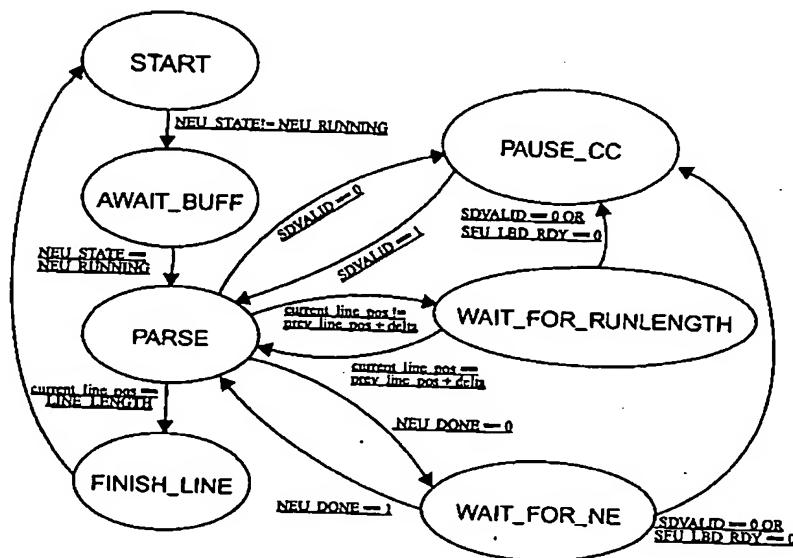 START
NEU_STATE!= NEU_RUNNING
PAUSE_CC
AWAIT_BUFF
SDVALID == 0
SDVALID == 0 OR
SFU_LBD_RDY == 0
NEU_STATE ==
NEU_RUNNING
SDVALID == 1
PARSE
current_line_pos !=
prev_line_pos + delta
WAIT_FOR_RUNLENGTH
current_line_pos ==
prev_line_pos + delta
current_line_pos ==
LINE_LENGTH
NEU_DONE == 0
FINISH_LINE
NEU_DONE == 1
WAIT_FOR_NE
SDVALID == 0 OR
SFU_LBD_RDY == 0